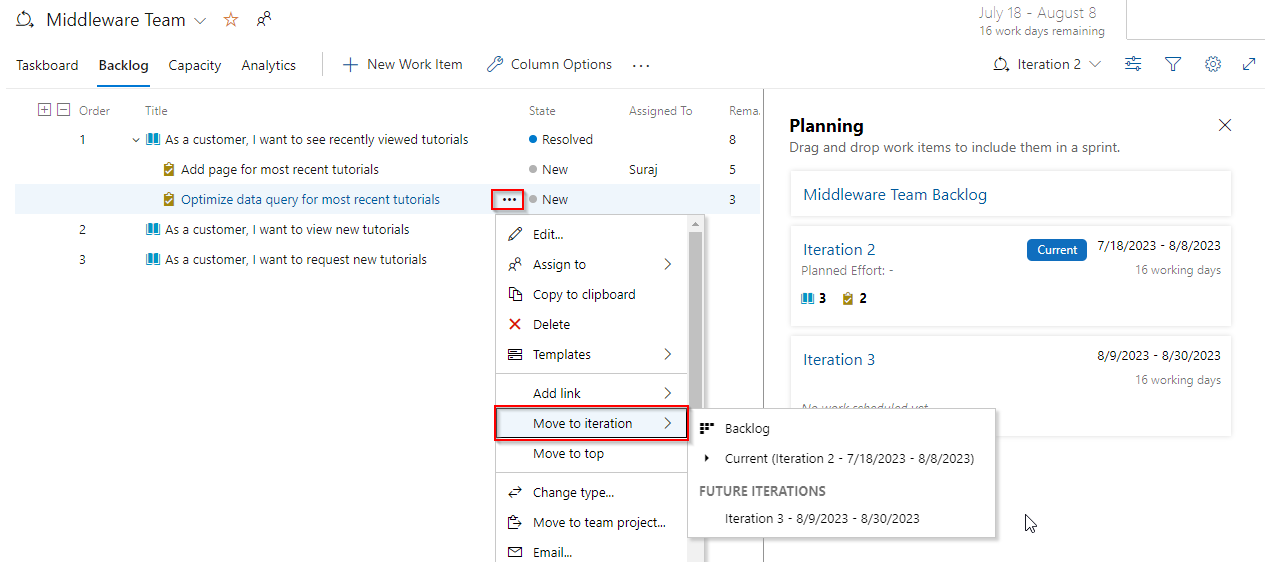 Middleware Team
July 18 - August 8
16 work days remaining
Taskboard Backlog Capacity Analytics New Work Item Column Options ... Iteration 2
Order Title State Assigned To Rema.
1 As a customer, I want to see recently viewed tutorials Resolved 8
Add page for most recent tutorials New Suraj 5
Optimize data query for most recent tutorials ... New 3
2 As a customer, I want to view new tutorials
3 As a customer, I want to request new tutorials
Edit...
Assign to
Copy to clipboard
Delete
Templates
Add link
Move to iteration
Move to top
Change type...
Move to team project...
Email...
Backlog
Current (Iteration 2 - 7/18/2023 - 8/8/2023)
FUTURE ITERATIONS
Iteration 3 - 8/9/2023 - 8/30/2023
Planning
Drag and drop work items to include them in a sprint.
Middleware Team Backlog
Iteration 2 Current 7/18/2023 - 8/8/2023
Planned Effort: - 16 working days
3 2
Iteration 3 8/9/2023 - 8/30/2023
16 working days
No work scheduled yet